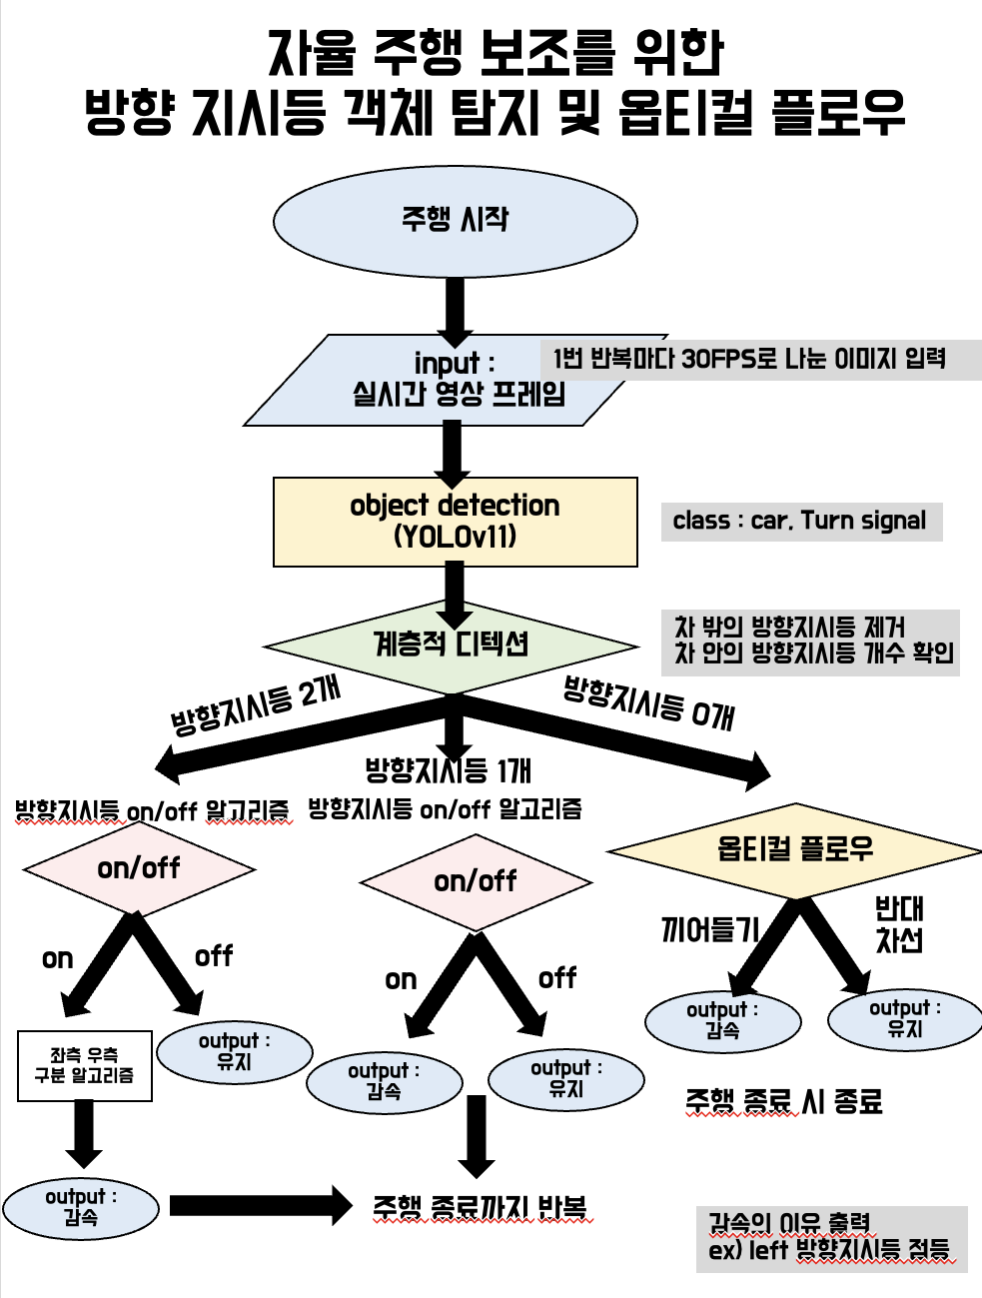 자율 주행 보조를 위한
방향 지시등 객체 탐지 및 옵티컬 플로우
주행 시작
input :
실시간 영상 프레임
1번 반복마다 30FPS로 나눈 이미지 입력
object detection
(YOLOv11)
class : car, Turn signal
계층적 디텍션
차 밖의 방향지시등 제거
차 안의 방향지시등 개수 확인
방향지시등 2개
방향지시등 1개
방향지시등 0개
방향지시등 on/off 알고리즘
방향지시등 on/off 알고리즘
on/off
on/off
옵티컬 플로우
on
off
on
off
끼어들기
반대
차선
좌측 우측
구분 알고리즘
output :
유지
output :
감속
output :
유지
output :
감속
output :
유지
주행 종료 시 종료
output :
감속
주행 종료까지 반복
감속의 이유 출력
ex) left 방향지시등 점등